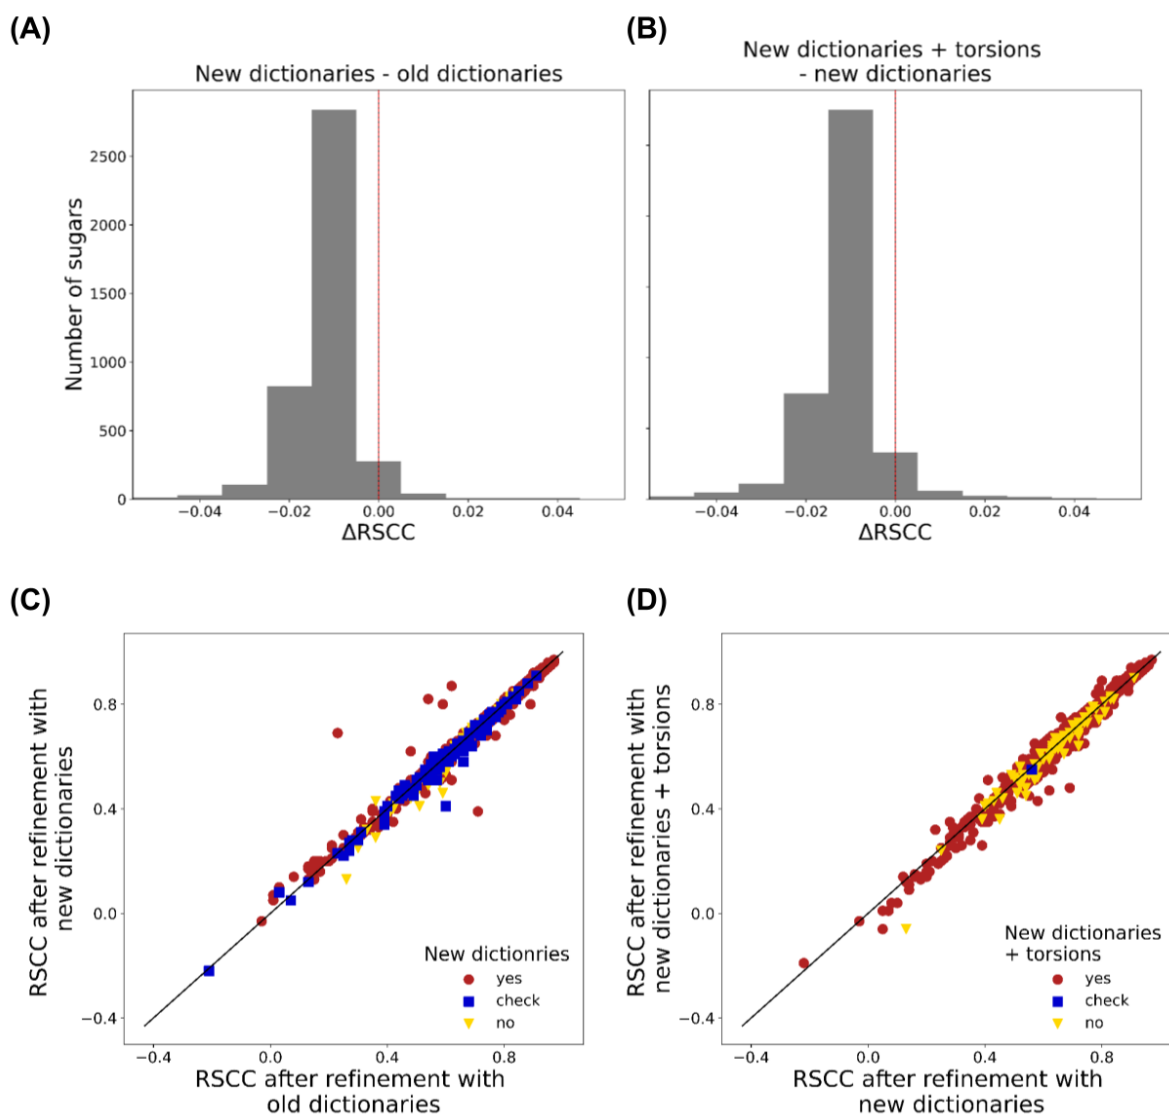 (A)
New dictionaries - old dictionaries
Number of sugars
2500
2000
1500
1000
500
0
−0.04
−0.02
0.00
0.02
0.04
ΔRSCC
(B)
New dictionaries + torsions
- new dictionaries
−0.04
−0.02
0.00
0.02
0.04
ΔRSCC
(C)
RSCC after refinement with
new dictionaries
0.8
0.4
0.0
−0.4
New dictionries
yes
check
no
−0.4
0.0
0.4
0.8
RSCC after refinement with
old dictionaries
(D)
RSCC after refinement with
new dictionaries + torsions
0.8
0.4
0.0
−0.4
New dictionaries
+ torsions
yes
check
no
−0.4
0.0
0.4
0.8
RSCC after refinement with
new dictionaries